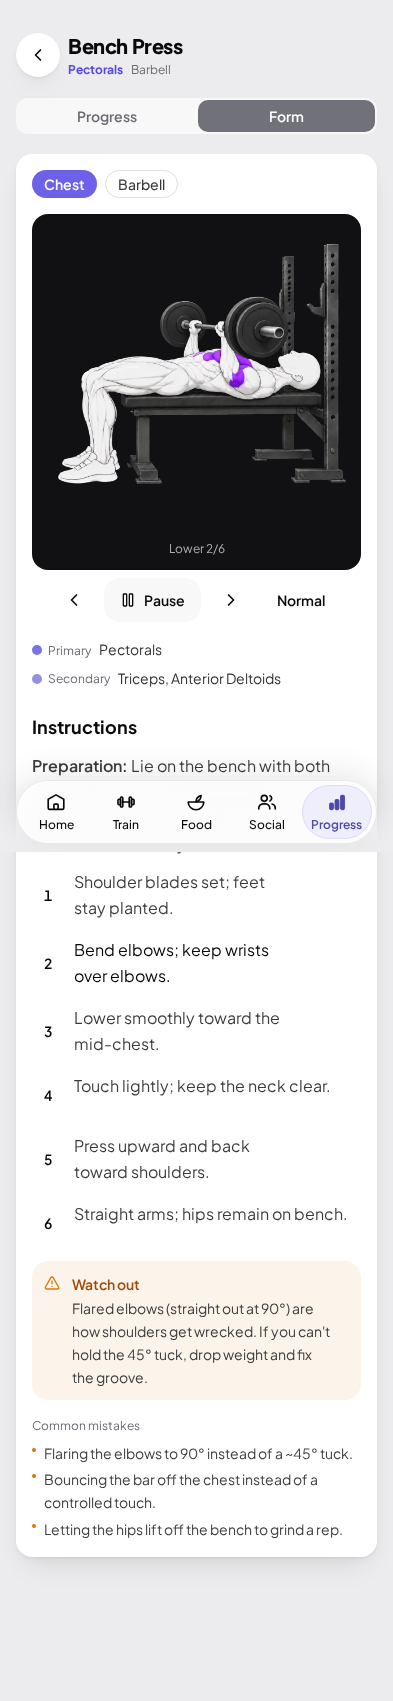 Bench Press
Pectorals Barbell
Progress Form
Chest Barbell
Lower 2/6
Pause Normal
Primary Pectorals
Secondary Triceps, Anterior Deltoids
Instructions
Preparation: Lie on the bench with both
Home Train Food Social Progress
1 Shoulder blades set; feet
stay planted.
2 Bend elbows; keep wrists
over elbows.
3 Lower smoothly toward the
mid-chest.
4 Touch lightly; keep the neck clear.
5 Press upward and back
toward shoulders.
6 Straight arms; hips remain on bench.
Watch out
Flared elbows (straight out at 90°) are
how shoulders get wrecked. If you can't
hold the 45° tuck, drop weight and fix
the groove.
Common mistakes
• Flaring the elbows to 90° instead of a ~45° tuck.
• Bouncing the bar off the chest instead of a
controlled touch.
• Letting the hips lift off the bench to grind a rep.